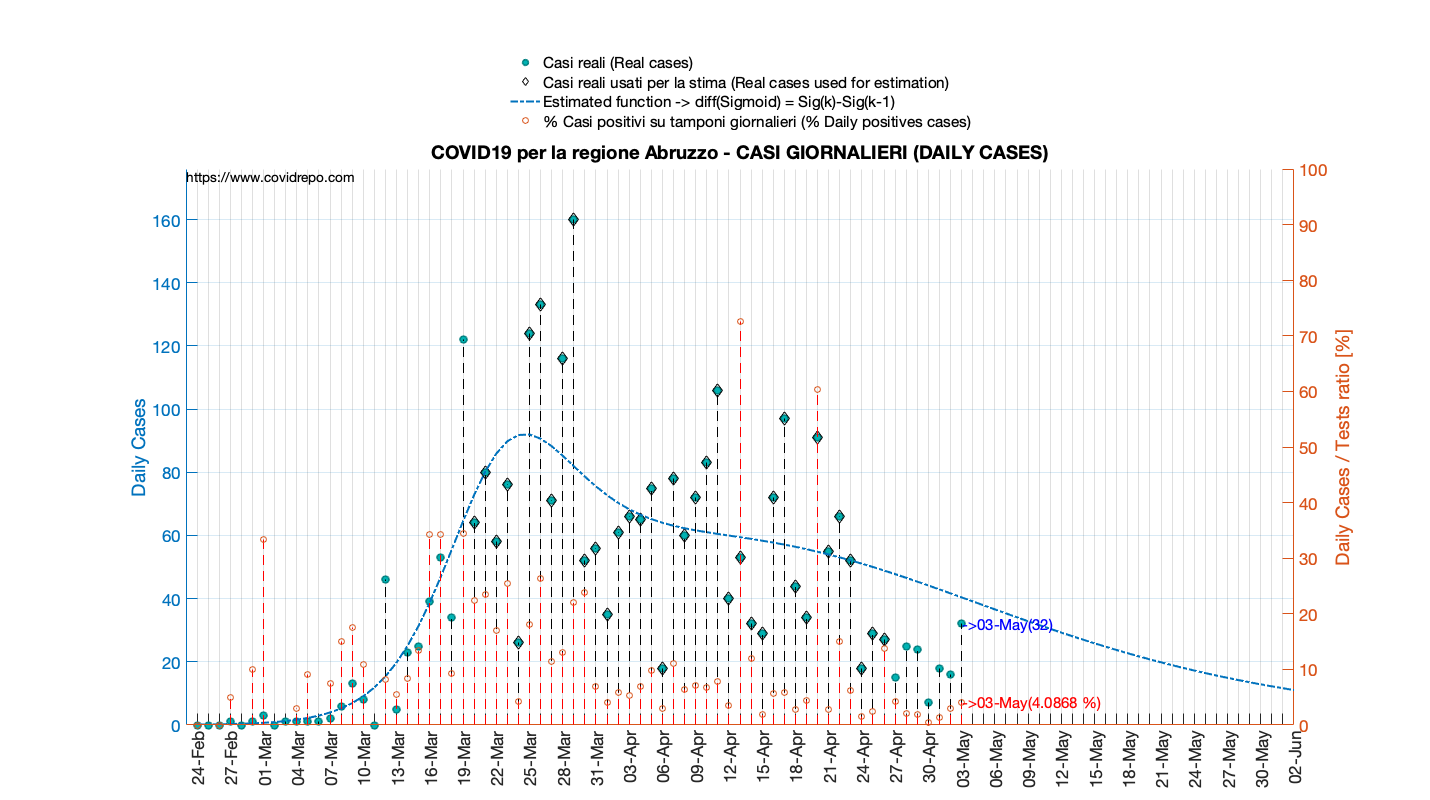 Casi reali (Real cases)
Casi reali usati per la stima (Real cases used for estimation)
Estimated function -> diff(Sigmoid) = Sig(k)-Sig(k-1)
% Casi positivi su tamponi giornalieri (% Daily positives cases)
COVID19 per la regione Abruzzo - CASI GIORNALIERI (DAILY CASES)
https://www.covidrepo.com
Daily Cases
160
140
120
100
80
60
40
20
0
100
90
80
70
60
50
40
30
20
10
0
Daily Cases / Tests ratio [%]
->03-May(32)
->03-May(4.0868 %)
24-Feb
27-Feb
01-Mar
04-Mar
07-Mar
10-Mar
13-Mar
16-Mar
19-Mar
22-Mar
25-Mar
28-Mar
31-Mar
03-Apr
06-Apr
09-Apr
12-Apr
15-Apr
18-Apr
21-Apr
24-Apr
27-Apr
30-Apr
03-May
06-May
09-May
12-May
15-May
18-May
21-May
24-May
27-May
30-May
02-Jun